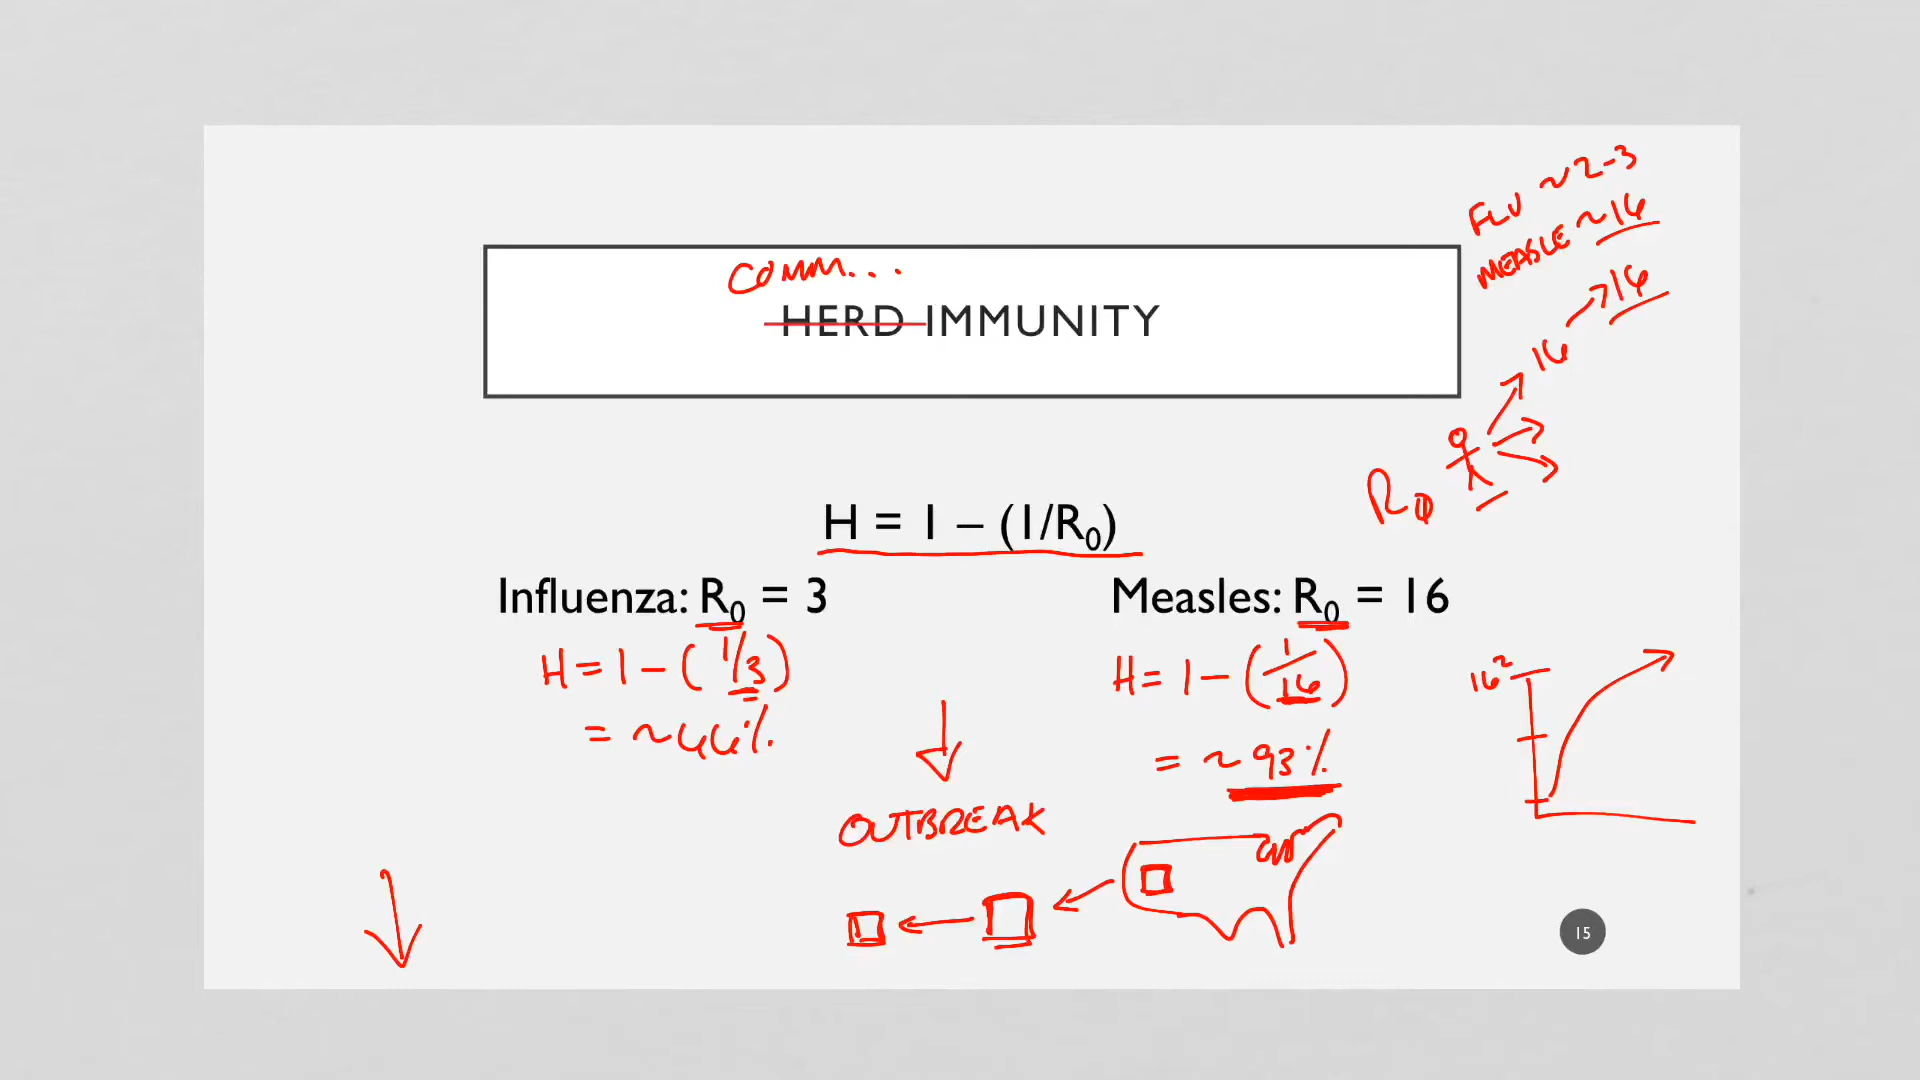 FLU ~2-3
MEASLE ~16
COMM...
HERD IMMUNITY
16
16
R0
H = 1 – (1/R₀)
Influenza: R₀ = 3
Measles: R₀ = 16
H = 1 - (1/3)
= ~66%
H = 1 - (1/16)
= ~93%
16²
OUTBREAK
15